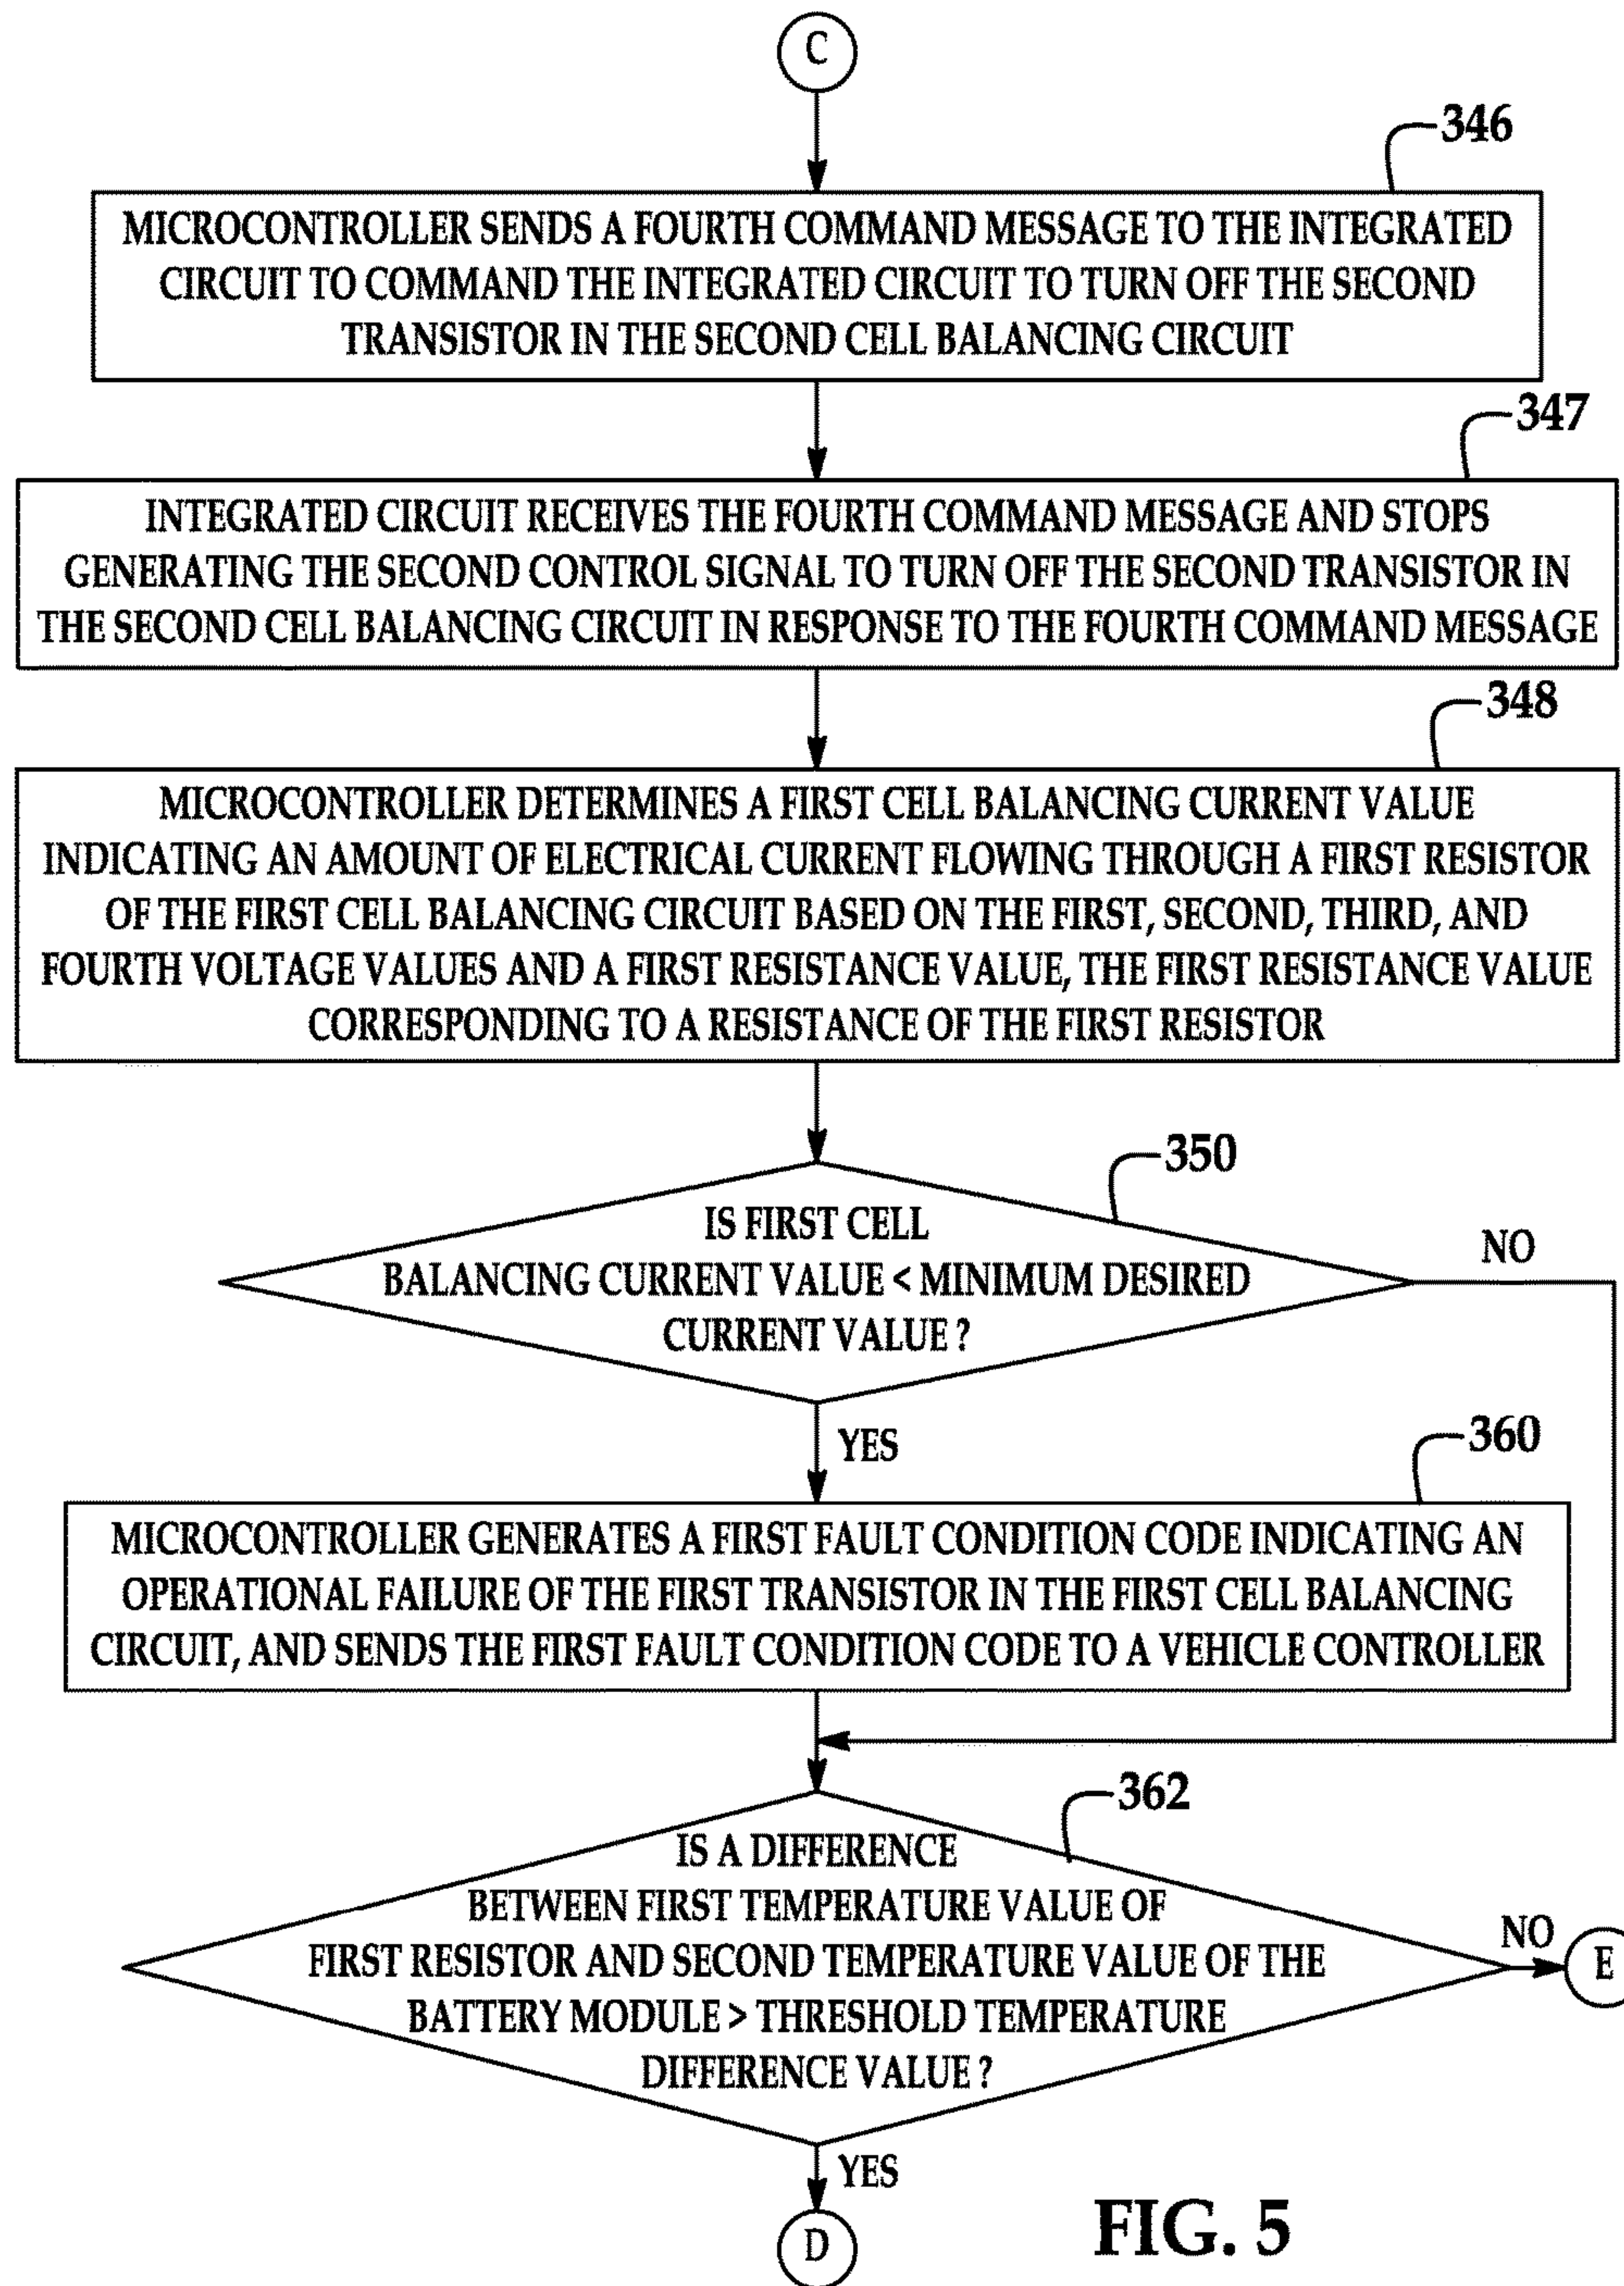 C
346
MICROCONTROLLER SENDS A FOURTH COMMAND MESSAGE TO THE INTEGRATED
CIRCUIT TO COMMAND THE INTEGRATED CIRCUIT TO TURN OFF THE SECOND
TRANSISTOR IN THE SECOND CELL BALANCING CIRCUIT
347
INTEGRATED CIRCUIT RECEIVES THE FOURTH COMMAND MESSAGE AND STOPS
GENERATING THE SECOND CONTROL SIGNAL TO TURN OFF THE SECOND TRANSISTOR IN
THE SECOND CELL BALANCING CIRCUIT IN RESPONSE TO THE FOURTH COMMAND MESSAGE
348
MICROCONTROLLER DETERMINES A FIRST CELL BALANCING CURRENT VALUE
INDICATING AN AMOUNT OF ELECTRICAL CURRENT FLOWING THROUGH A FIRST RESISTOR
OF THE FIRST CELL BALANCING CIRCUIT BASED ON THE FIRST, SECOND, THIRD, AND
FOURTH VOLTAGE VALUES AND A FIRST RESISTANCE VALUE, THE FIRST RESISTANCE VALUE
CORRESPONDING TO A RESISTANCE OF THE FIRST RESISTOR
350
IS FIRST CELL
BALANCING CURRENT VALUE < MINIMUM DESIRED
CURRENT VALUE ?
NO
YES
360
MICROCONTROLLER GENERATES A FIRST FAULT CONDITION CODE INDICATING AN
OPERATIONAL FAILURE OF THE FIRST TRANSISTOR IN THE FIRST CELL BALANCING
CIRCUIT, AND SENDS THE FIRST FAULT CONDITION CODE TO A VEHICLE CONTROLLER
362
IS A DIFFERENCE
BETWEEN FIRST TEMPERATURE VALUE OF
FIRST RESISTOR AND SECOND TEMPERATURE VALUE OF THE
BATTERY MODULE > THRESHOLD TEMPERATURE
DIFFERENCE VALUE ?
NO
E
YES
D
FIG. 5